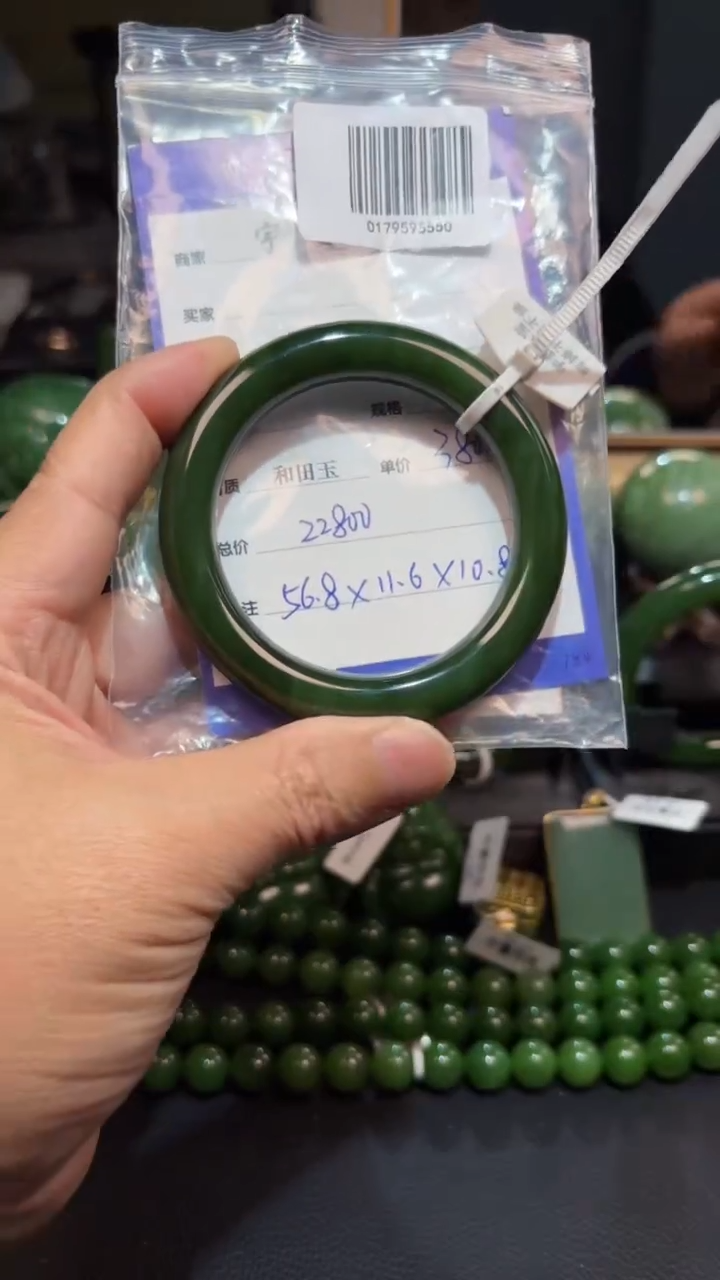 0179595550
商家
买家
规格
质 和田玉 单价 380
总价 22800
注 56.8×11.6×10.8